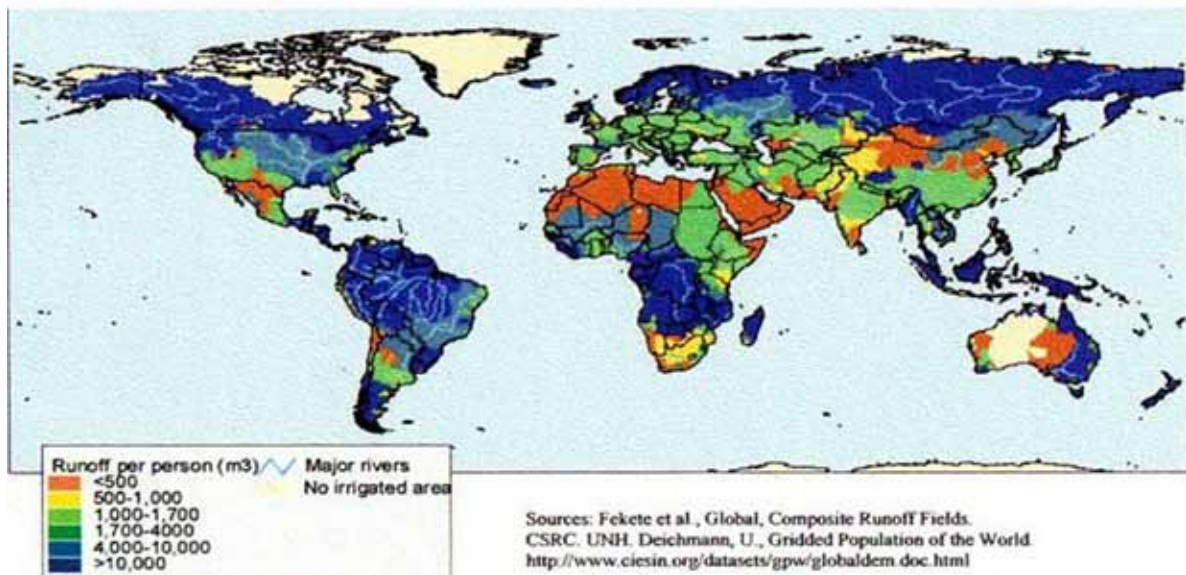 Runoff per person (m3)
<500
500-1,000
1,000-1,700
1,700-4000
4,000-10,000
>10,000
Major rivers
No irrigated area
Sources: Fekete et al., Global, Composite Runoff Fields.
CSRC. UNH. Deichmann, U., Gridded Population of the World
http://www.ciesin.org/datasets/gpw/globaldem.doc.html